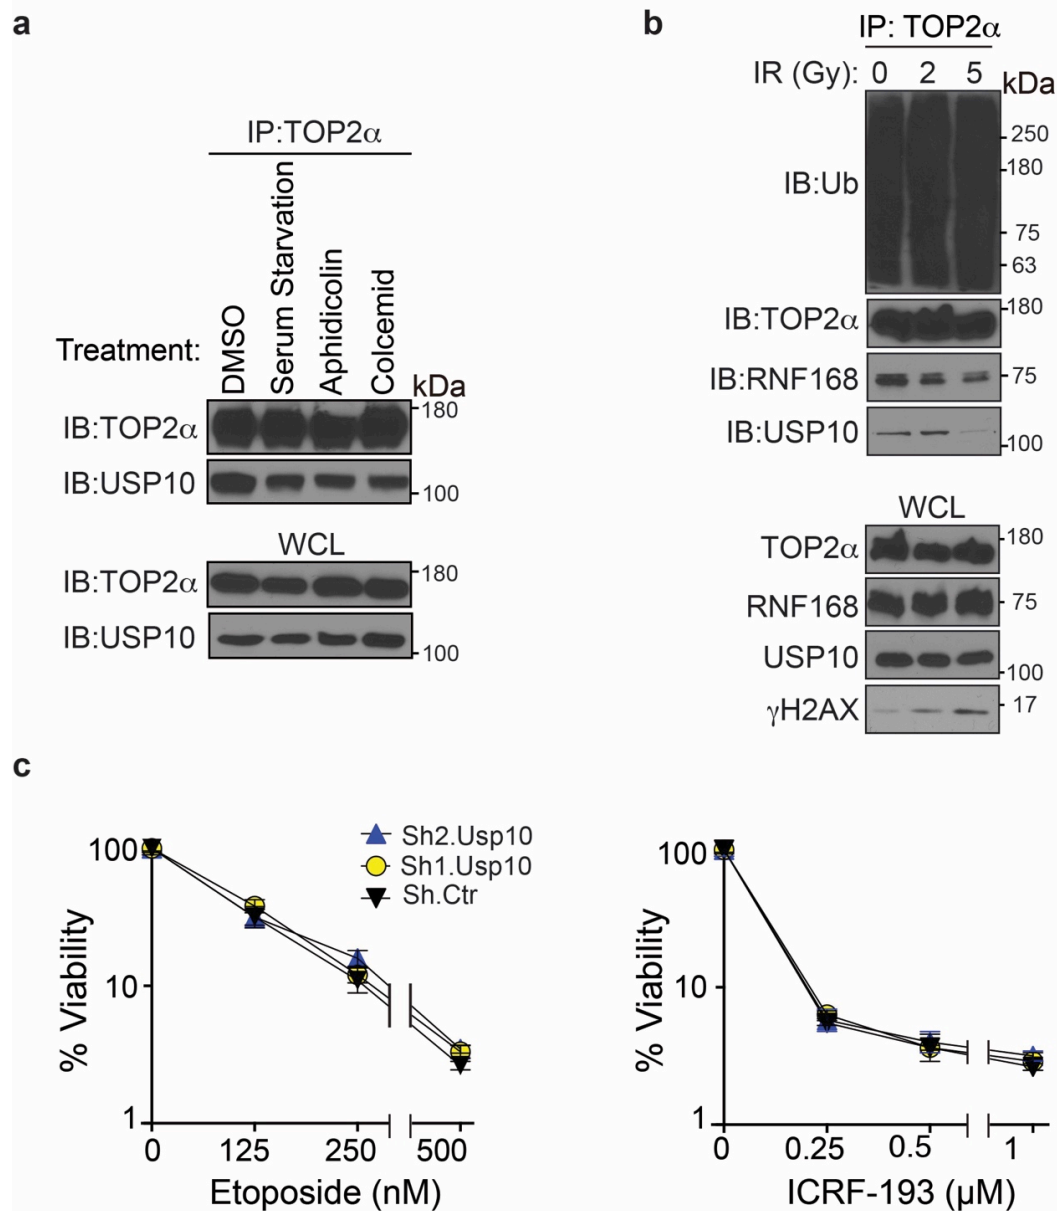 a
IP:TOP2α
Treatment:
DMSO
Serum Starvation
Aphidicolin
Colcemid
kDa
IB:TOP2α
180
IB:USP10
100
WCL
IB:TOP2α
180
IB:USP10
100
b
IP: TOP2α
IR (Gy): 0 2 5 kDa
IB:Ub
250
180
75
63
IB:TOP2α
180
IB:RNF168
75
IB:USP10
100
WCL
TOP2α
180
RNF168
75
USP10
100
γH2AX
17
c
Sh2.Usp10
Sh1.Usp10
Sh.Ctr
% Viability
100
10
1
0 125 250 500
Etoposide (nM)
% Viability
100
10
1
0 0.25 0.5 1
ICRF-193 (µM)